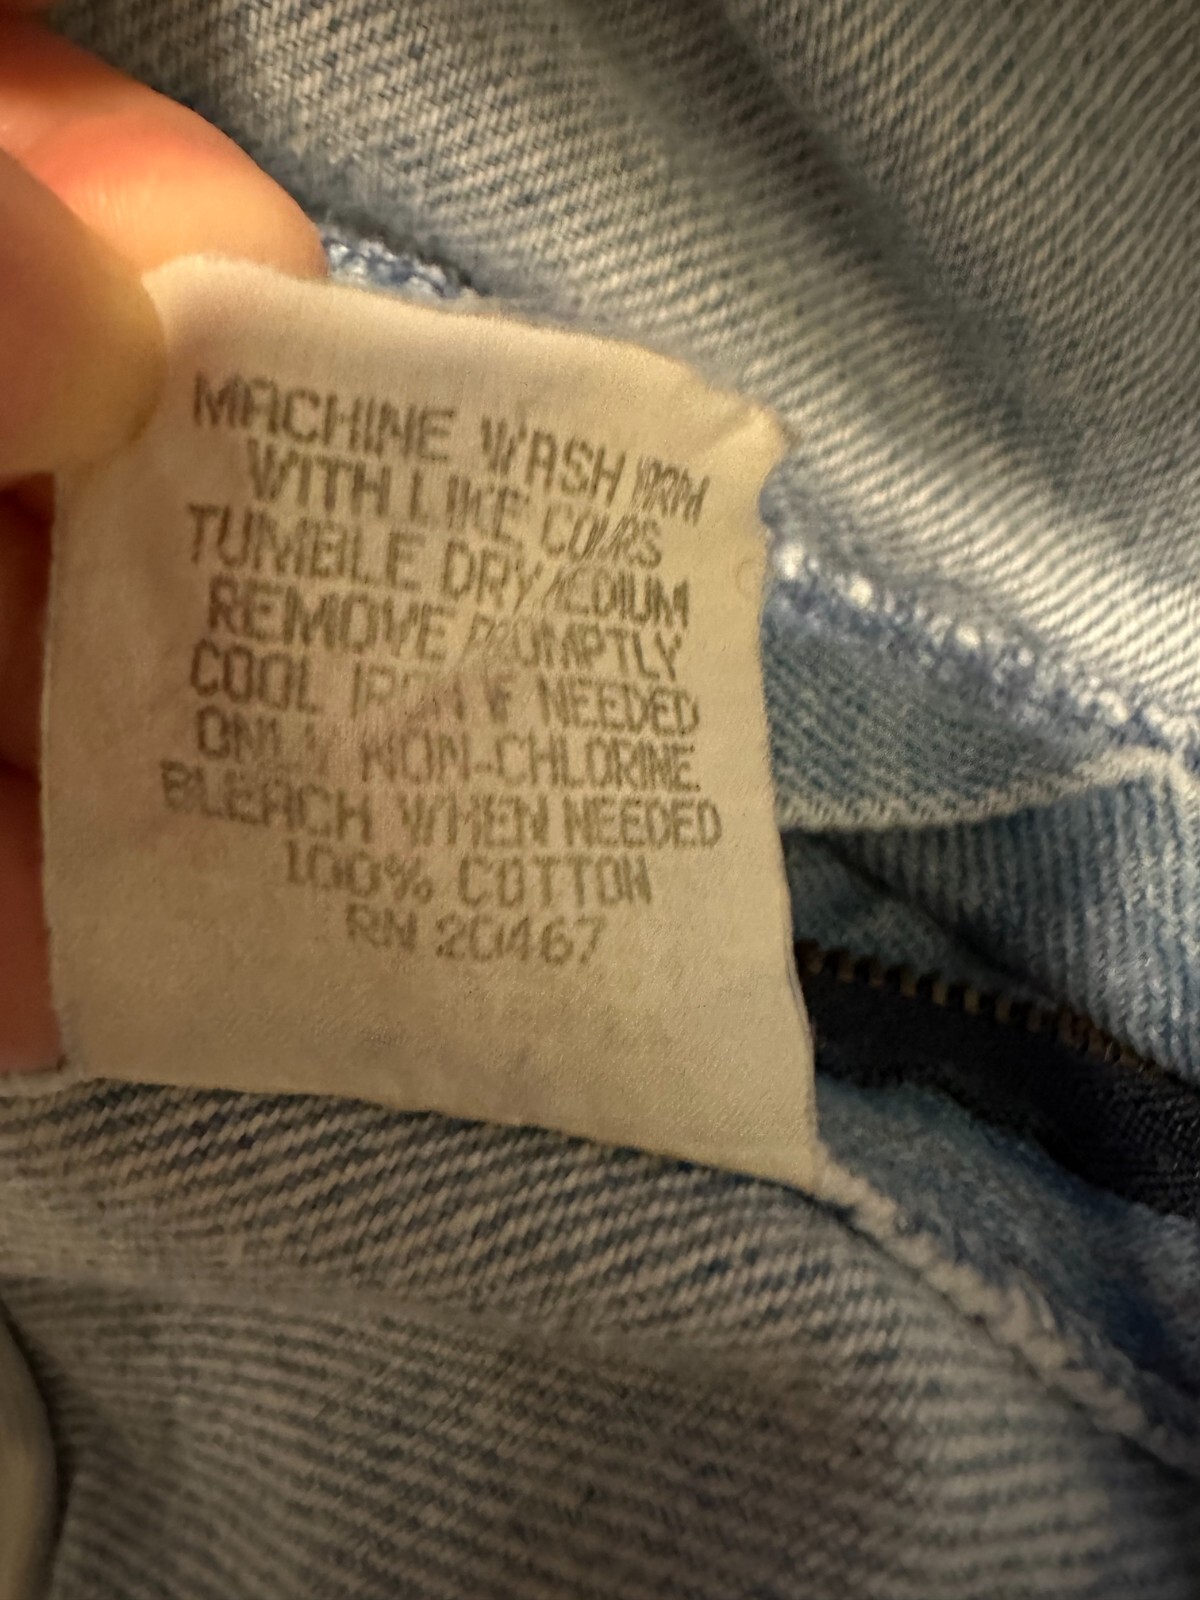 MACHINE WASH WARM
WITH LIKE COLORS
TUMBLE DRY MEDIUM
REMOVE PROMPTLY
COOL IRON IF NEEDED
ONLY NON-CHLORINE
BLEACH WHEN NEEDED
100% COTTON
RN 20467